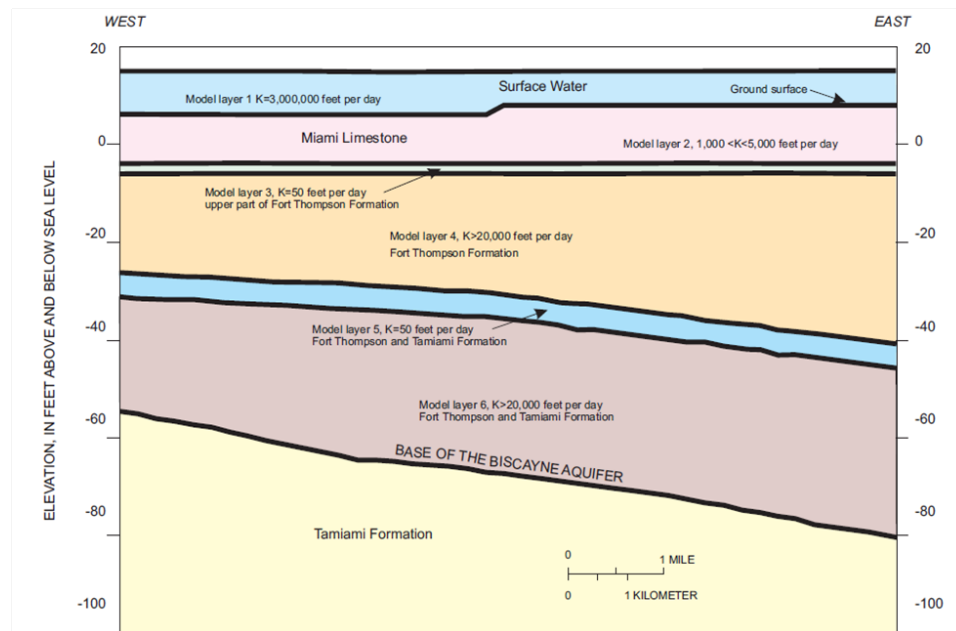 WEST
EAST
20
20
Surface Water
Ground surface
Model layer 1 K=3,000,000 feet per day
0
0
Miami Limestone
Model layer 2, 1,000 <K<5,000 feet per day
Model layer 3, K=50 feet per day
upper part of Fort Thompson Formation
-20
-20
Model layer 4, K>20,000 feet per day
Fort Thompson Formation
-40
-40
Model layer 5, K=50 feet per day
Fort Thompson and Tamiami Formation
Model layer 6, K>20,000 feet per day
Fort Thompson and Tamiami Formation
-60
-60
BASE OF THE BISCAYNE AQUIFER
-80
-80
Tamiami Formation
0
1 MILE
0
1 KILOMETER
-100
-100
ELEVATION, IN FEET ABOVE AND BELOW SEA LEVEL